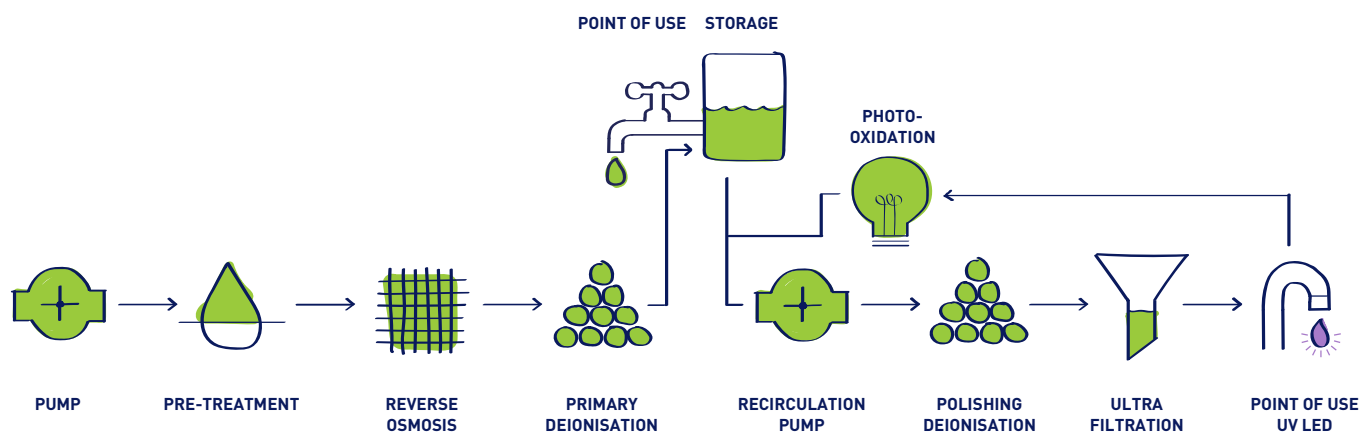 POINT OF USE
STORAGE
PHOTO-
OXIDATION
PUMP
PRE-TREATMENT
REVERSE
OSMOSIS
PRIMARY
DEIONISATION
RECIRCULATION
PUMP
POLISHING
DEIONISATION
ULTRA
FILTRATION
POINT OF USE
UV LED